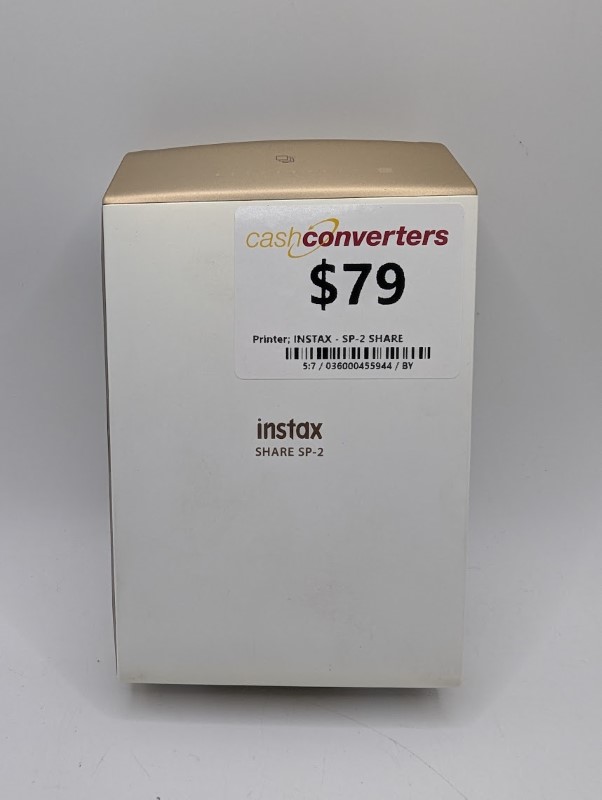 cashconverters
$79
Printer; INSTAX - SP-2 SHARE
5:7 / 036000455944 / BY
instax
SHARE SP-2